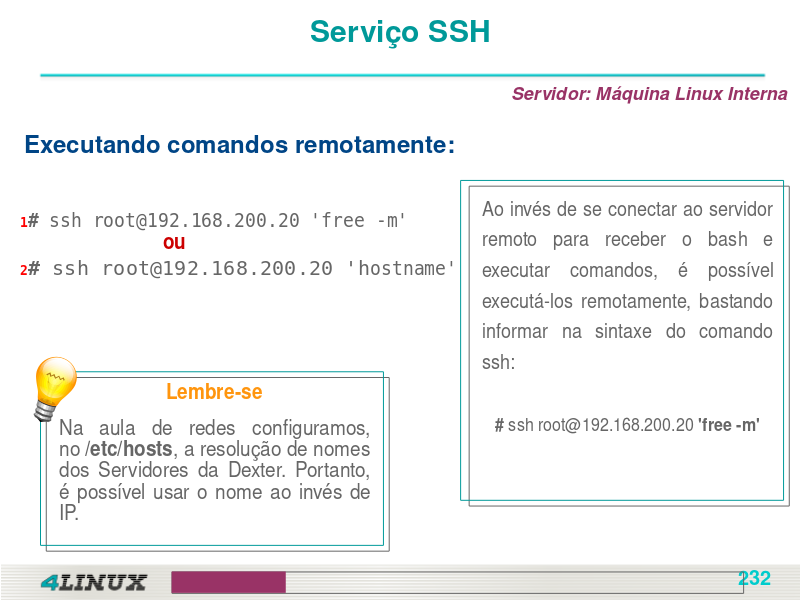 Serviço SSH
Servidor: Máquina Linux Interna
Executando comandos remotamente:
1# ssh root@192.168.200.20 'free -m'
ou
2# ssh root@192.168.200.20 'hostname'
Ao invés de se conectar ao servidor
remoto para receber o bash e
executar comandos, é possível
executá-los remotamente, bastando
informar na sintaxe do comando
ssh:
# ssh root@192.168.200.20 'free -m'
Lembre-se
Na aula de redes configuramos,
no /etc/hosts, a resolução de nomes
dos Servidores da Dexter. Portanto,
é possível usar o nome ao invés de
IP.
4LINUX
232